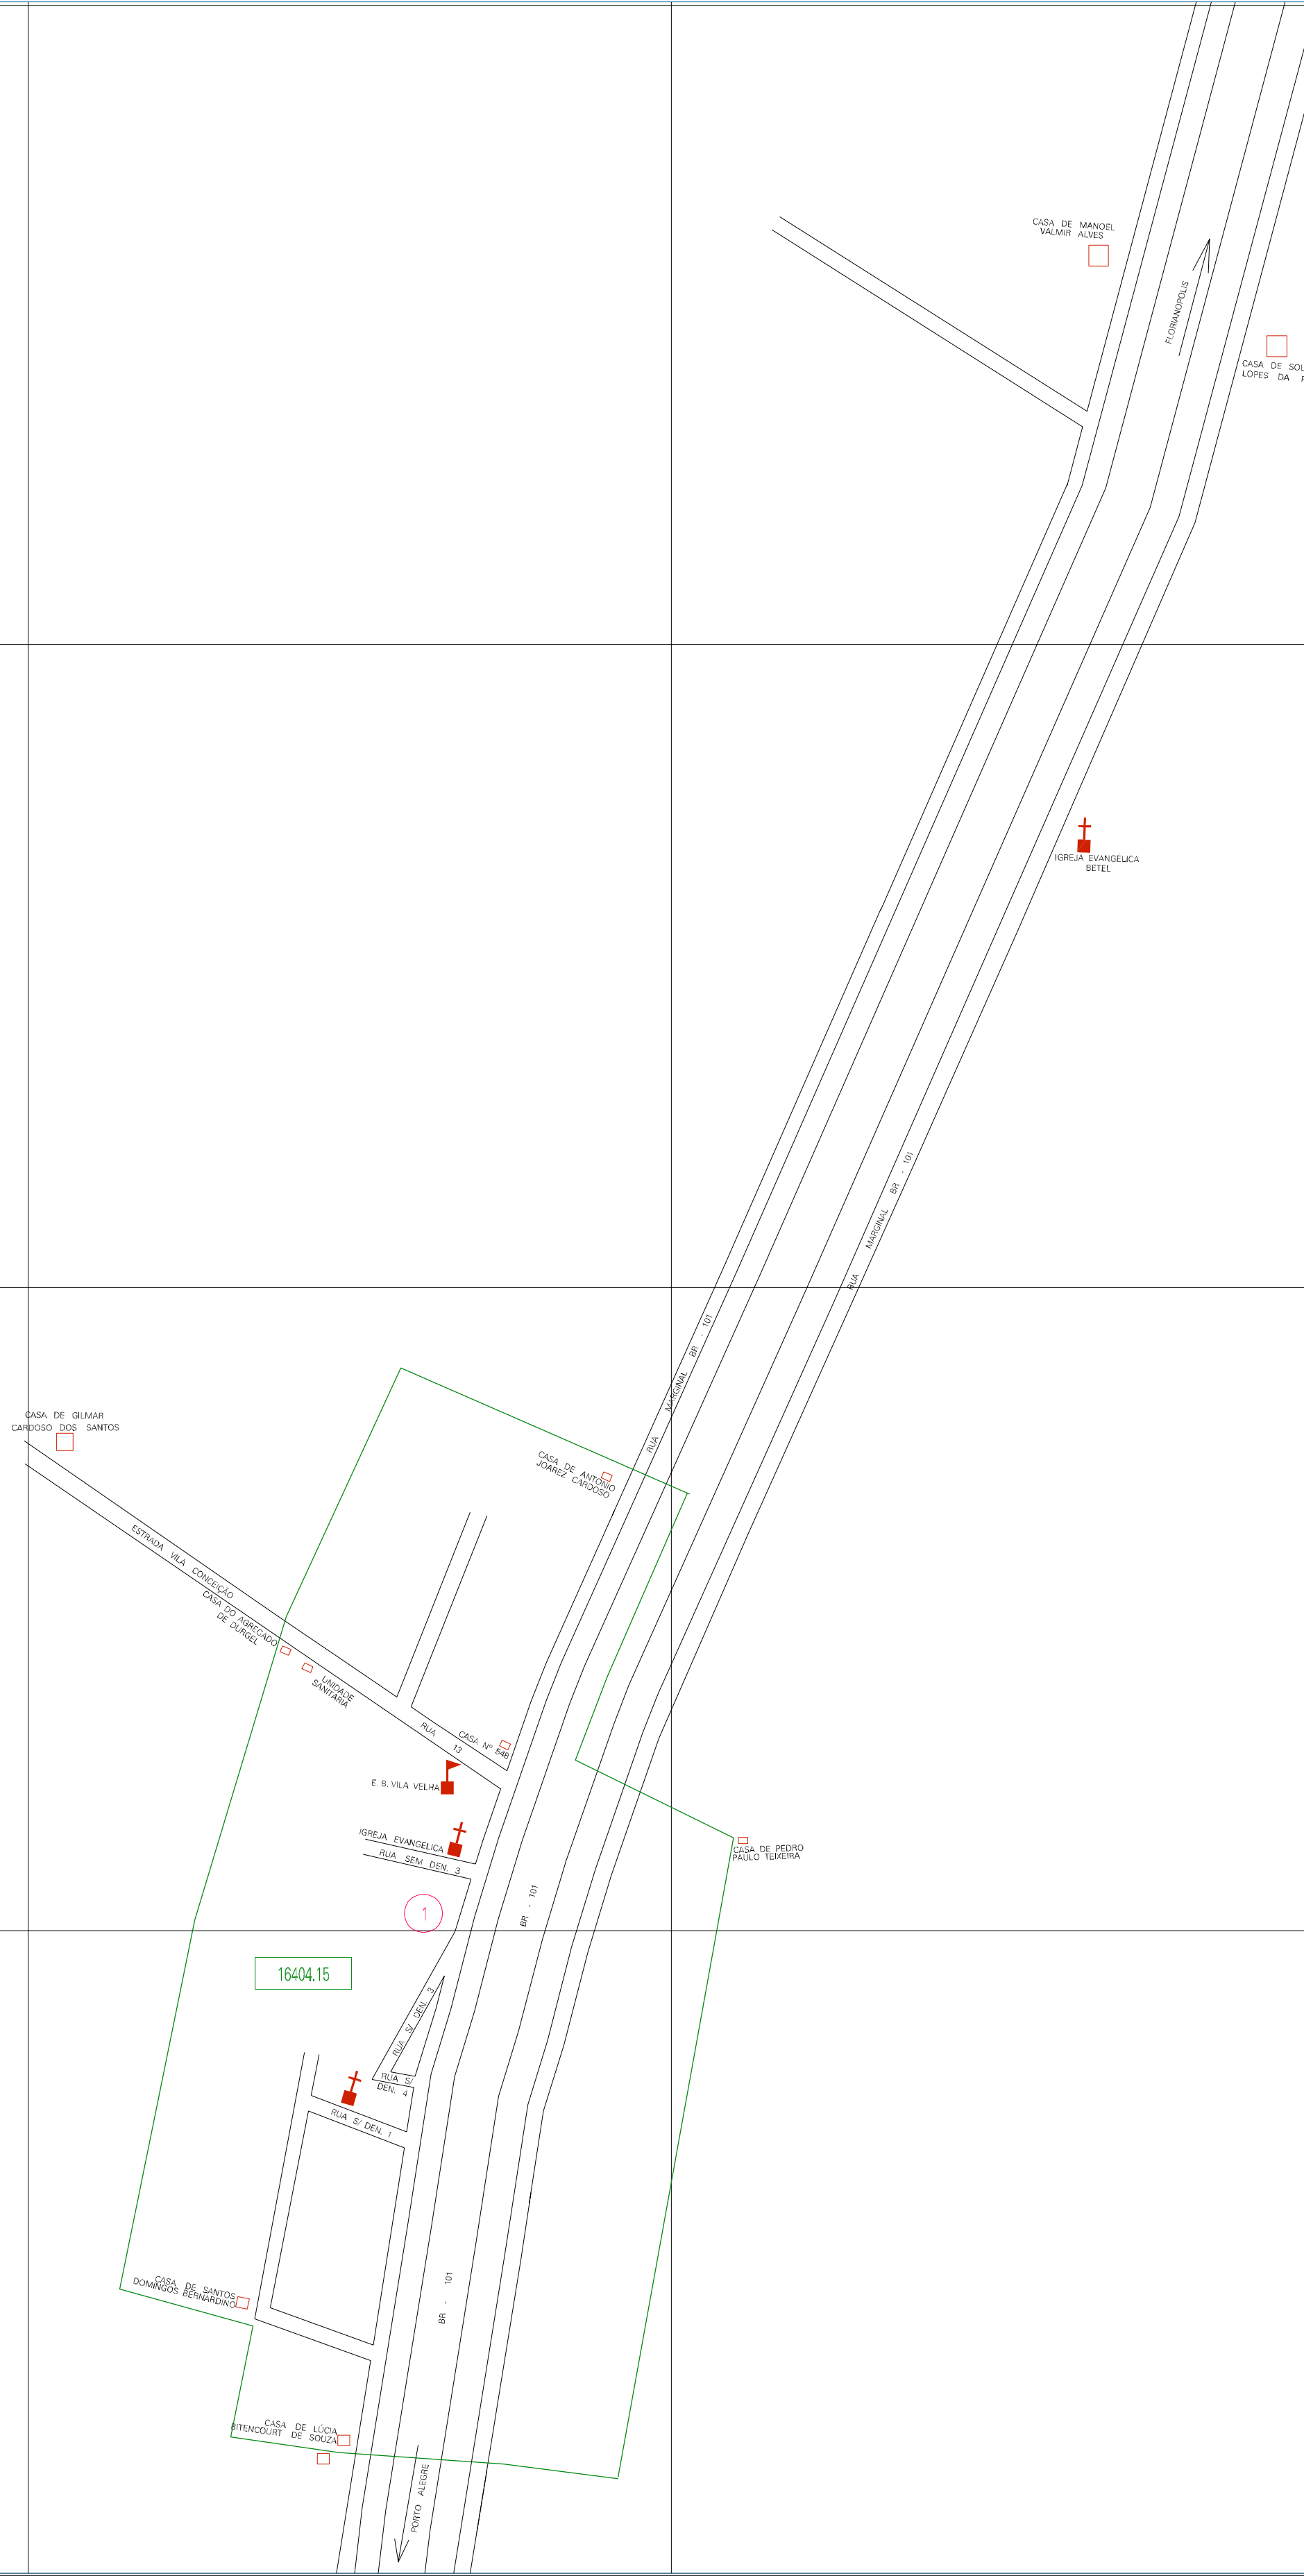 CASA DE MANOEL
VALMIR ALVES
FLORIANOPOLIS
CASA DE SOL
LOPES DA
IGREJA EVANGÉLICA
BETEL
RUA MARGINAL BR - 101
RUA MARGINAL BR - 101
CASA DE GILMAR
CARDOSO DOS SANTOS
CASA DE ANTONIO
JOAREZ CARDOSO
ESTRADA VILA CONCEIÇÃO
CASA DO AGREGADO
DE DURGEL
UNIDADE
SANITARIA
RUA 13
CASA Nº 548
E. B. VILA VELHA
IGREJA EVANGELICA
RUA SEM DEN. 3
CASA DE PEDRO
PAULO TEIXEIRA
1
BR - 101
16404.15
RUA S/ DEN. 3
RUA S/
DEN. 4
RUA S/ DEN. 1
BR - 101
CASA DE SANTOS
DOMINGOS BERNARDINO
CASA DE LÚCIA
BITENCOURT DE SOUZA
PORTO ALEGRE